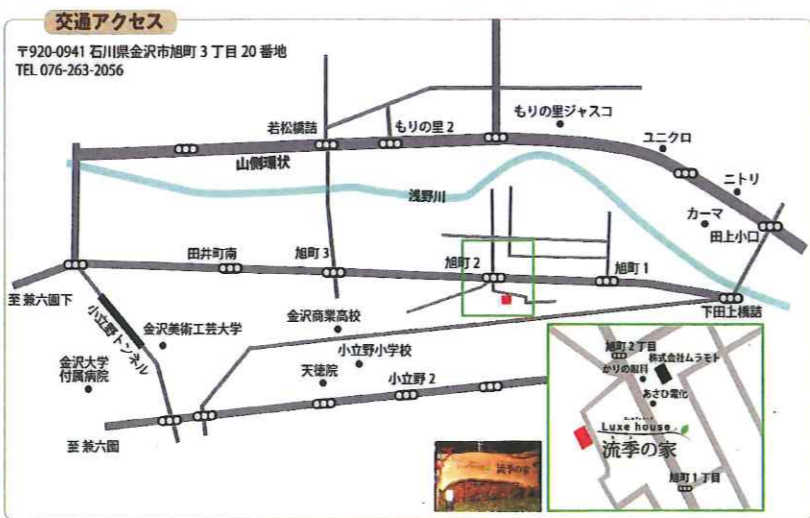 交通アクセス
〒920-0941 石川県金沢市旭町 3 丁目 20 番地
TEL 076-263-2056
もりの里ジャスコ
若松橋詰
もりの里 2
ユニクロ
山側環状
ニトリ
浅野川
カーマ
田上小口
田井町南
旭町 3
旭町 2
旭町 1
至 兼六園下
下田上橋詰
小立野トンネル
金沢美術工芸大学
金沢商業高校
小立野小学校
金沢大学
付属病院
天徳院
小立野 2
至 兼六園
旭町 2 丁目
株式会社ムラモト
かりの眼科
あさひ電化
Luxe house
流季の家
旭町 1 丁目
流季の家